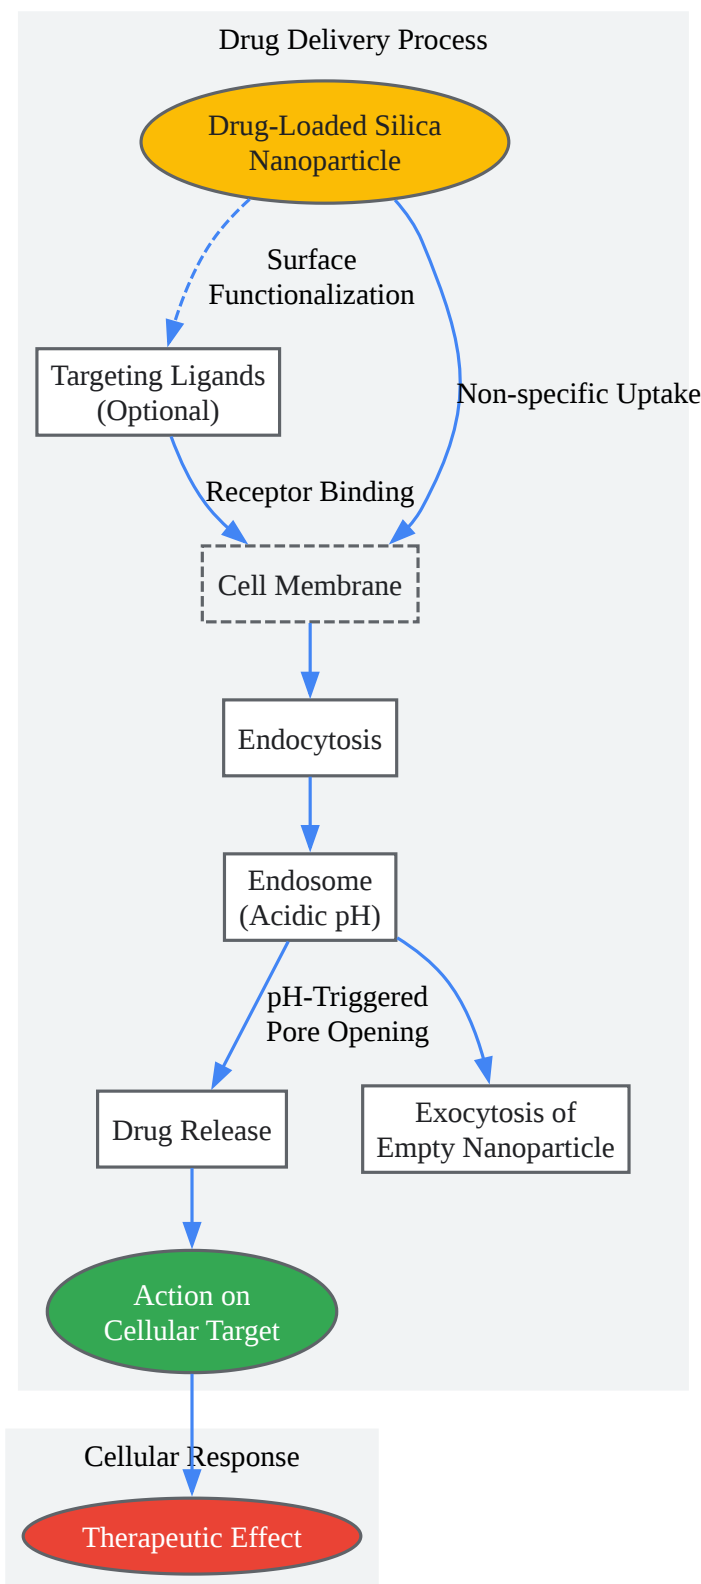 Drug Delivery Process
Drug-Loaded Silica
Nanoparticle
Surface
Functionalization
Targeting Ligands
(Optional)
Non-specific Uptake
Receptor Binding
Cell Membrane
Endocytosis
Endosome
(Acidic pH)
pH-Triggered
Pore Opening
Drug Release
Exocytosis of
Empty Nanoparticle
Action on
Cellular Target
Cellular Response
Therapeutic Effect